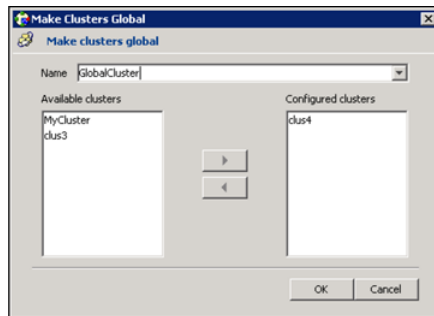 Make Clusters Global
Make clusters global
Name GlobalCluster
Available clusters
Configured clusters
MyCluster
clus3
clus4
OK
Cancel